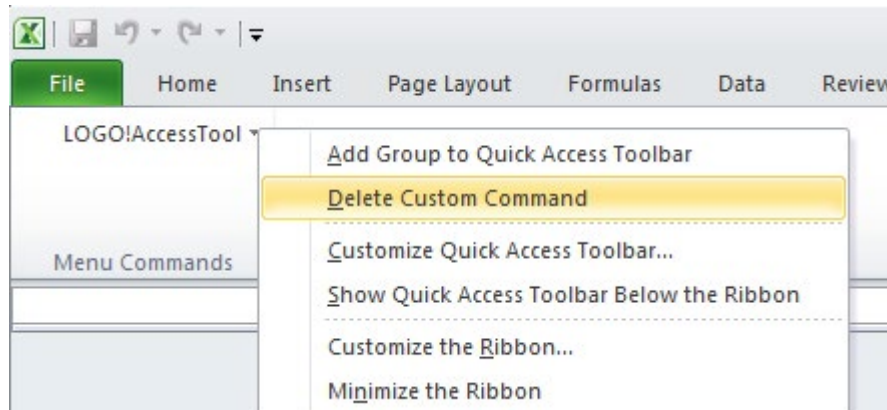 File Home Insert Page Layout Formulas Data Review
LOGO!AccessTool
Add Group to Quick Access Toolbar
Delete Custom Command
Customize Quick Access Toolbar...
Menu Commands
Show Quick Access Toolbar Below the Ribbon
Customize the Ribbon...
Minimize the Ribbon